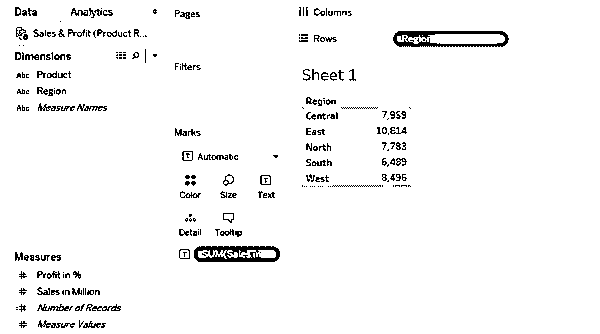 Data Analytics
Sales & Profit (Product R...
Dimensions
Abc Product
Abc Region
Abc Measure Names
Measures
# Profit in %
# Sales in Million
# Number of Records
# Measure Values
Pages
Filters
Marks
Automatic
Color Size Text
Detail Tooltip
SUM(Sales in
Columns
Rows Region
Sheet 1
Region
Central 7,959
East 10,814
North 7,783
South 6,489
West 8,496